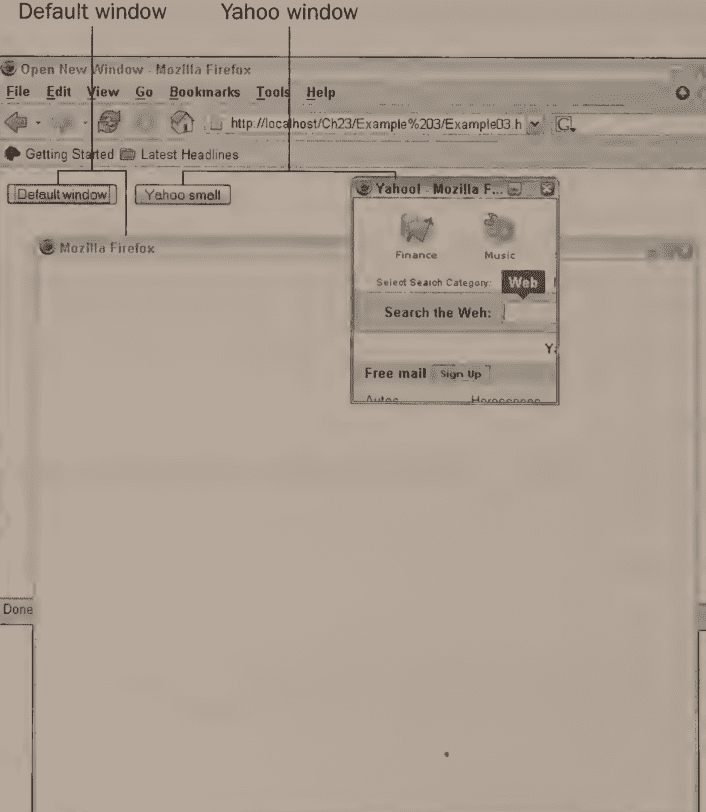 Default window Yahoo window
Open New Window - Mozilla Firefox
File Edit View Go Bookmarks Tools Help
http://localhost/Ch23/Example%203/Example03.h
Getting Started Latest Headlines
Default window Yahoo small
Yahoo! - Mozilla F...
Mozilla Firefox
Finance Music
Select Search Category: Web
Search the Web:
Free mail Sign Up
Autos Horoscopes
Done